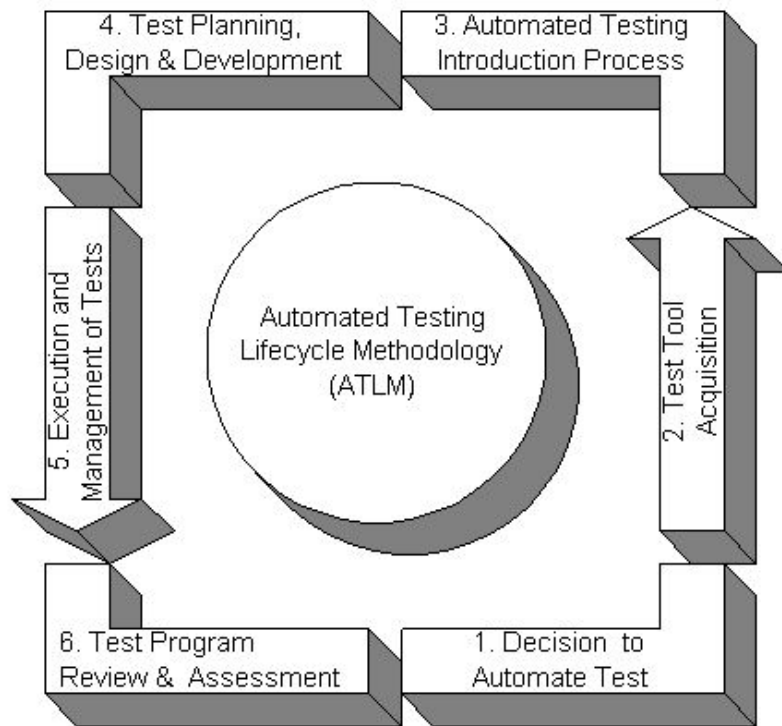 4. Test Planning,
Design & Development
3. Automated Testing
Introduction Process
5. Execution and
Management of Tests
Automated Testing
Lifecycle Methodology
(ATLM)
2. Test Tool
Acquisition
6. Test Program
Review & Assessment
1. Decision to
Automate Test